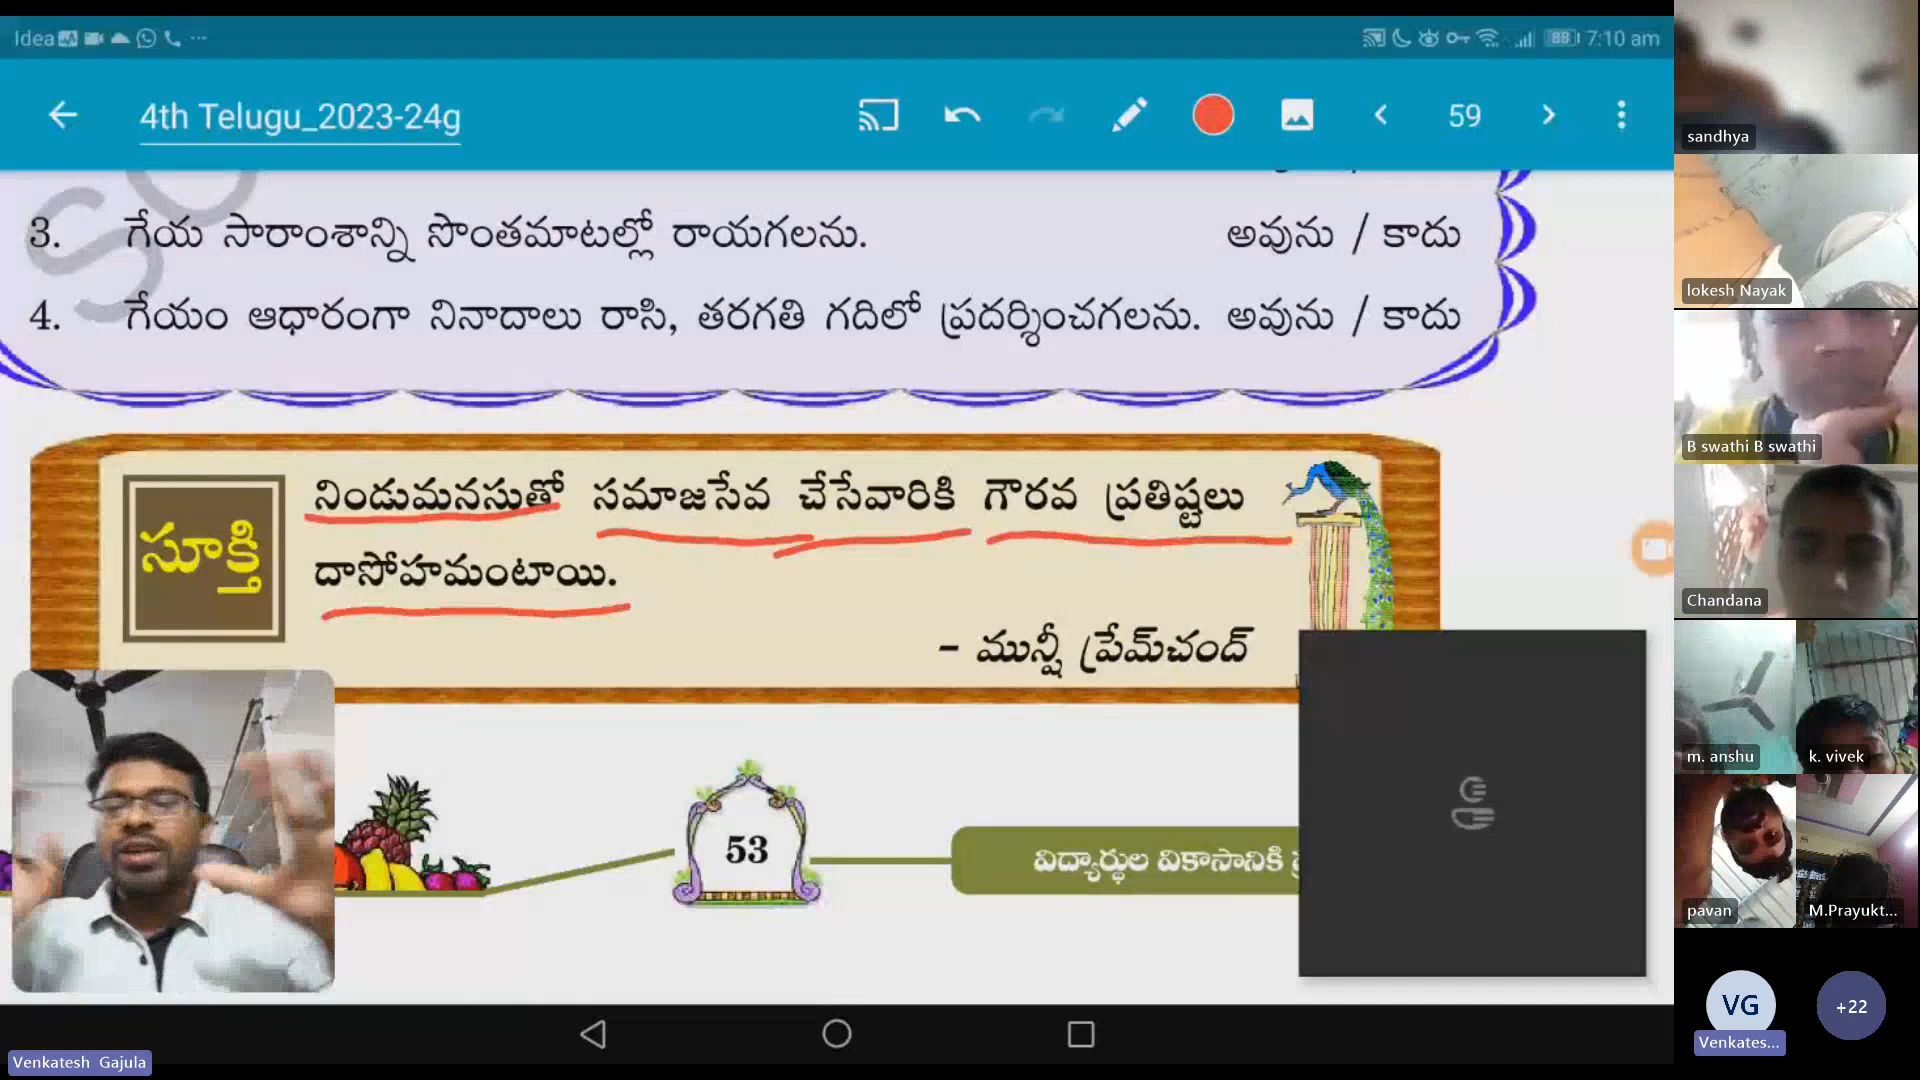 Idea
7:10 am
88
4th Telugu_2023-24g
59
3. గేయ సారాంశాన్ని సొంతమాటల్లో రాయగలను. అవును / కాదు
4. గేయం ఆధారంగా నినాదాలు రాసి, తరగతి గదిలో ప్రదర్శించగలను. అవును / కాదు
సూక్తి
నిండుమనసుతో సమాజసేవ చేసేవారికి గౌరవ ప్రతిష్టలు
దాసోహమంటాయి.
- మున్షీ ప్రేమ్‌చంద్
53
విద్యార్థుల వికాసానికి
Venkatesh Gajula
sandhya
lokesh Nayak
B swathi B swathi
Chandana
m. anshu
k. vivek
pavan
M.Prayukt...
VG
+22
Venkates...